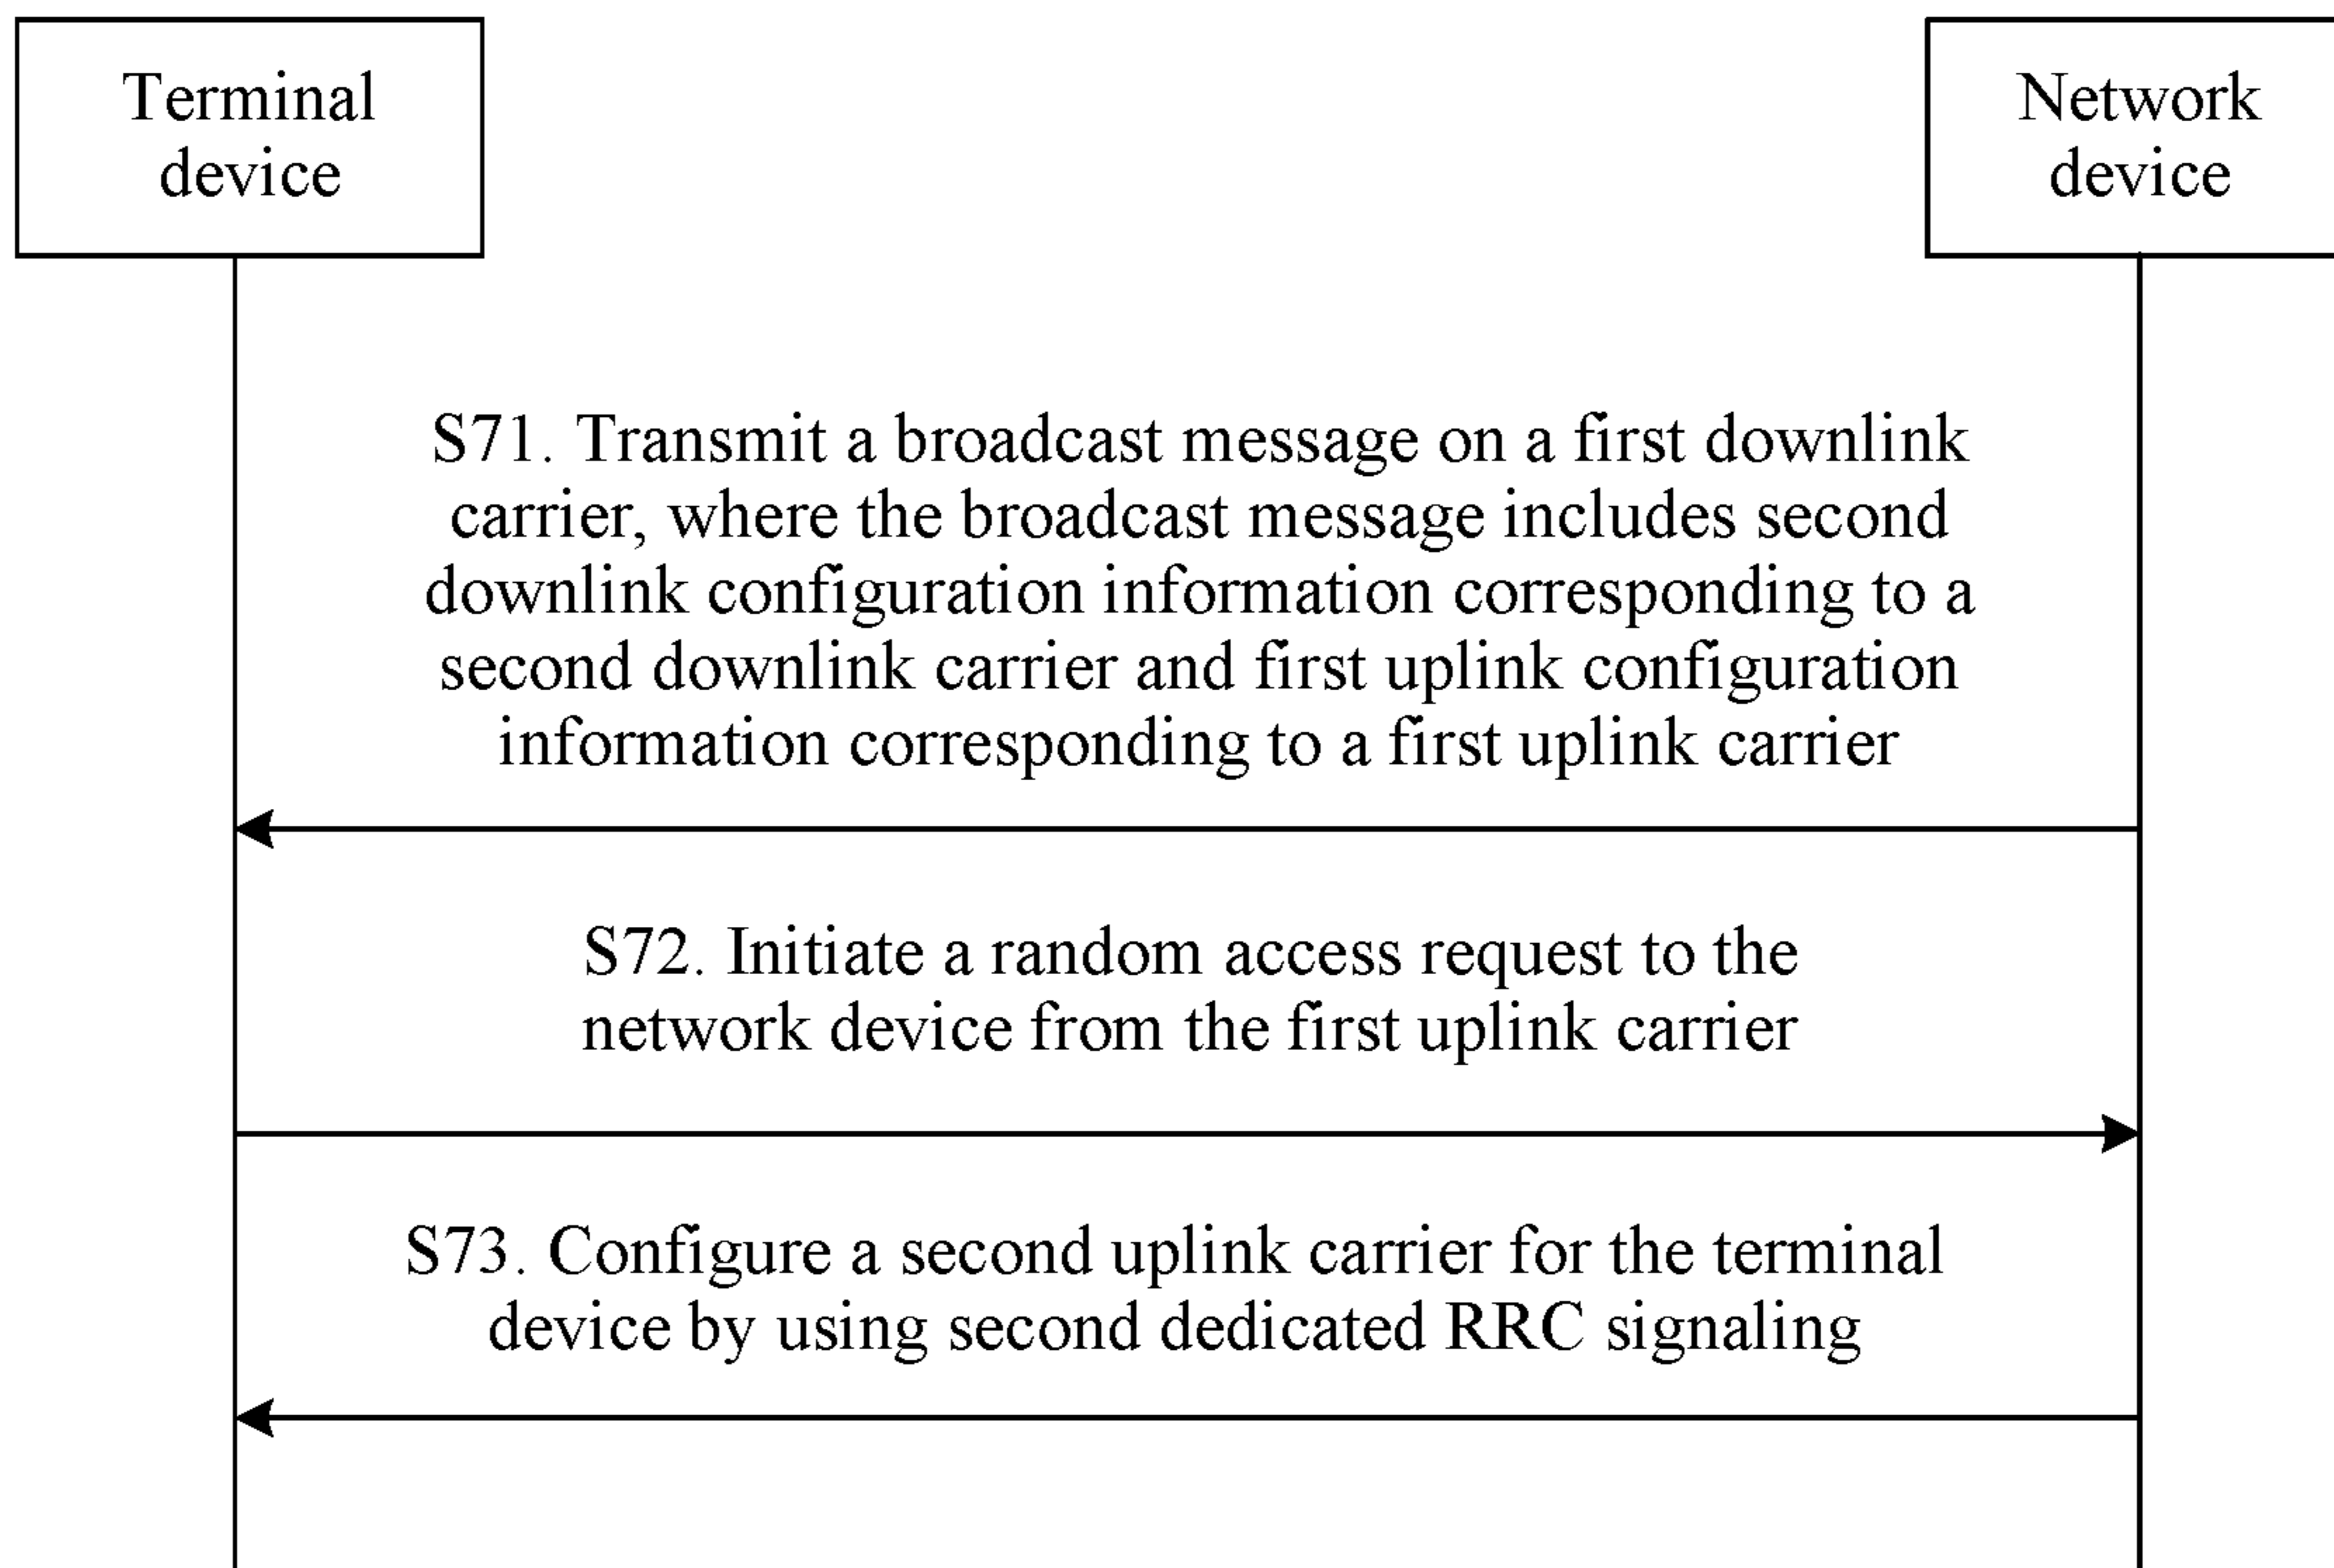 Terminal
device
Network
device
S71. Transmit a broadcast message on a first downlink
carrier, where the broadcast message includes second
downlink configuration information corresponding to a
second downlink carrier and first uplink configuration
information corresponding to a first uplink carrier
S72. Initiate a random access request to the
network device from the first uplink carrier
S73. Configure a second uplink carrier for the terminal
device by using second dedicated RRC signaling